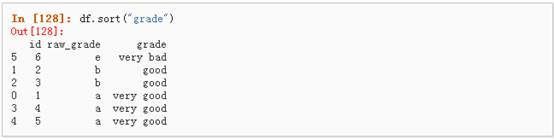 In [128]: df.sort("grade")
Out[128]:
id raw_grade grade
5 6 e very bad
1 2 b good
2 3 b good
0 1 a very good
3 4 a very good
4 5 a very good